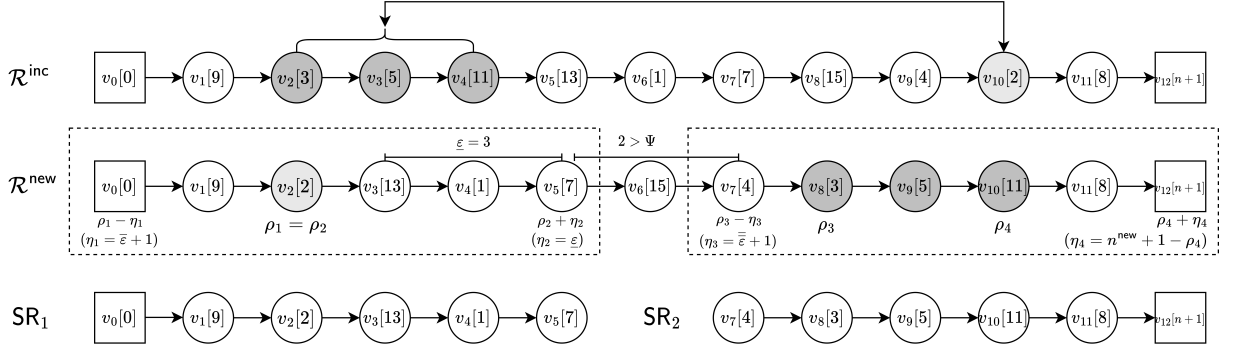 𝓡^inc v₀[0] v₁[9] v₂[3] v₃[5] v₄[11] v₅[13] v₆[1] v₇[7] v₈[15] v₉[4] v₁₀[2] v₁₁[8] v₁₂[n + 1]
ε̲ = 3 2 > Ψ
𝓡^new v₀[0] v₁[9] v₂[2] v₃[13] v₄[1] v₅[7] v₆[15] v₇[4] v₈[3] v₉[5] v₁₀[11] v₁₁[8] v₁₂[n + 1]
ρ₁ − η₁ ρ₁ = ρ₂ ρ₂ + η₂ ρ₃ − η₃ ρ₃ ρ₄ ρ₄ + η₄
(η₁ = ε̅ + 1) (η₂ = ε̲) (η₃ = ε̿ + 1) (η₄ = n^new + 1 − ρ₄)
SR₁ v₀[0] v₁[9] v₂[2] v₃[13] v₄[1] v₅[7] SR₂ v₇[4] v₈[3] v₉[5] v₁₀[11] v₁₁[8] v₁₂[n + 1]